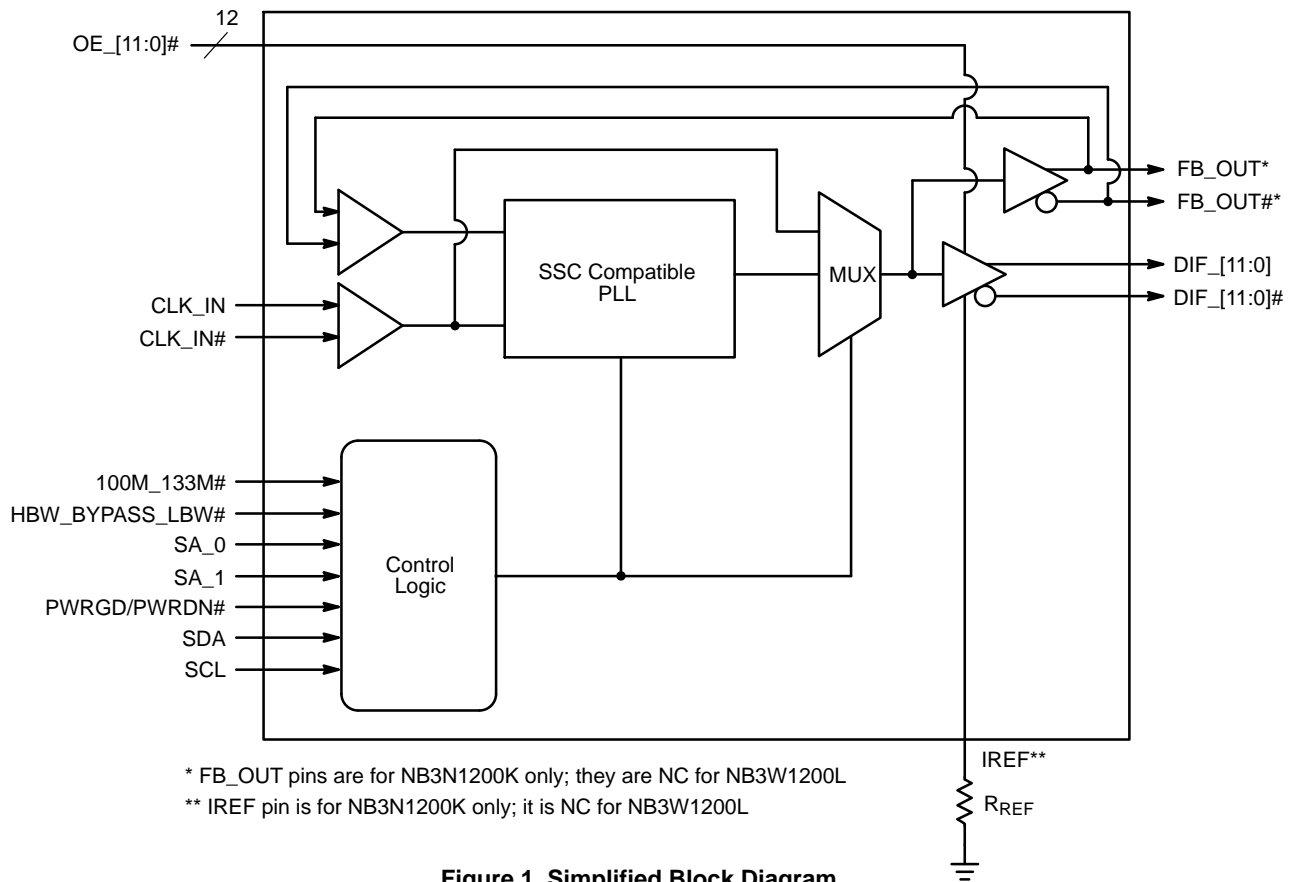 12
OE_[11:0]#
FB_OUT*
FB_OUT#*
SSC Compatible
PLL
MUX
DIF_[11:0]
DIF_[11:0]#
CLK_IN
CLK_IN#
100M_133M#
HBW_BYPASS_LBW#
SA_0
SA_1
PWRGD/PWRDN#
SDA
SCL
Control
Logic
IREF**
RREF
* FB_OUT pins are for NB3N1200K only; they are NC for NB3W1200L
** IREF pin is for NB3N1200K only; it is NC for NB3W1200L
Figure 1. Simplified Block Diagram